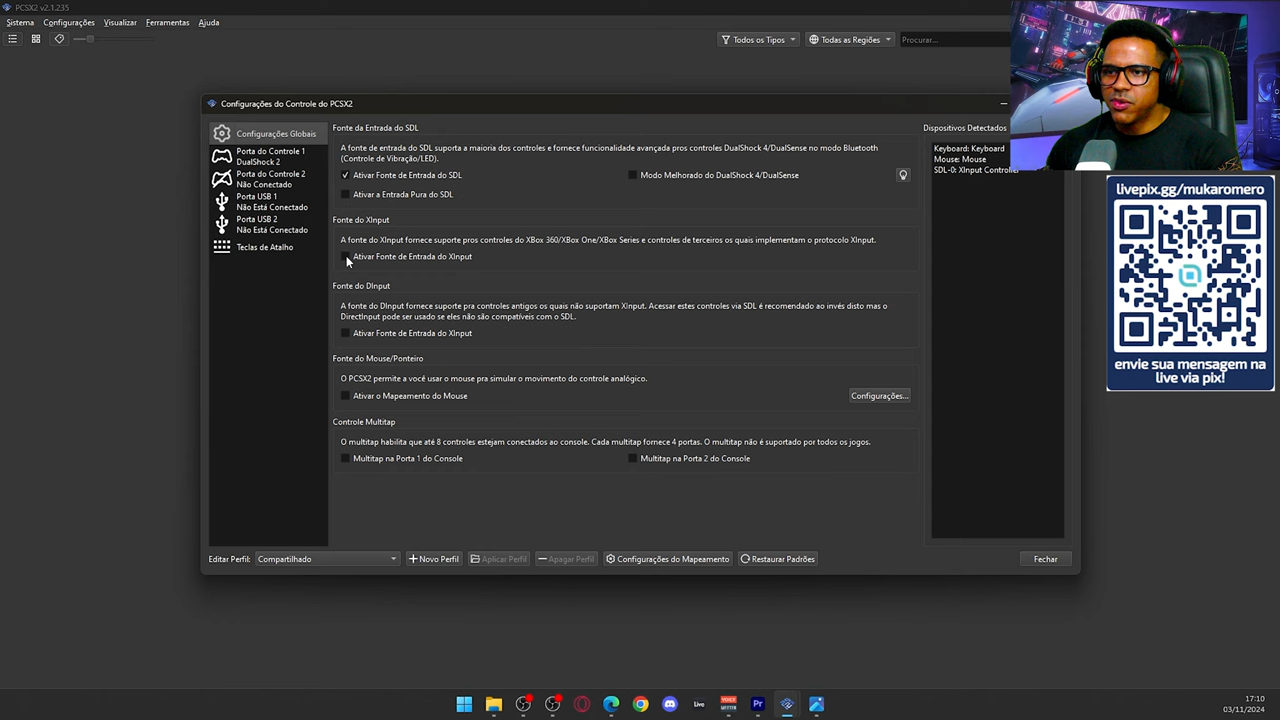 PCSX2 v2.1.235
Sistema Configurações Visualizar Ferramentas Ajuda
Todos os Tipos Todas as Regiões Procurar...
Configurações do Controle do PCSX2
Configurações Globais
Porta do Controle 1
DualShock 2
Porta do Controle 2
Não Conectado
Porta USB 1
Não Está Conectado
Porta USB 2
Não Está Conectado
Teclas de Atalho
Fonte da Entrada do SDL
A fonte de entrada do SDL suporta a maioria dos controles e fornece funcionalidade avançada pros controles DualShock 4/DualSense no modo Bluetooth
(Controle de Vibração/LED).
Ativar Fonte de Entrada do SDL Modo Melhorado do DualShock 4/DualSense
Ativar a Entrada Pura do SDL
Fonte do XInput
A fonte do XInput fornece suporte pros controles do XBox 360/XBox One/XBox Series e controles de terceiros os quais implementam o protocolo XInput.
Ativar Fonte de Entrada do XInput
Fonte do DInput
A fonte do DInput fornece suporte pra controles antigos os quais não suportam XInput. Acessar estes controles via SDL é recomendado ao invés disto mas o
DirectInput pode ser usado se eles não são compatíveis com o SDL.
Ativar Fonte de Entrada do XInput
Fonte do Mouse/Ponteiro
O PCSX2 permite a você usar o mouse pra simular o movimento do controle analógico.
Ativar o Mapeamento do Mouse Configurações...
Controle Multitap
O multitap habilita que até 8 controles estejam conectados ao console. Cada multitap fornece 4 portas. O multitap não é suportado por todos os jogos.
Multitap na Porta 1 do Console Multitap na Porta 2 do Console
Dispositivos Detectados
Keyboard: Keyboard
Mouse: Mouse
SDL-0: XInput Controller
Editar Perfil: Compartilhado Novo Perfil Aplicar Perfil Apagar Perfil Configurações do Mapeamento Restaurar Padrões Fechar
livepix.gg/mukaromero
envie sua mensagem na
live via pix!
Live
Pr
17:10
03/11/2024